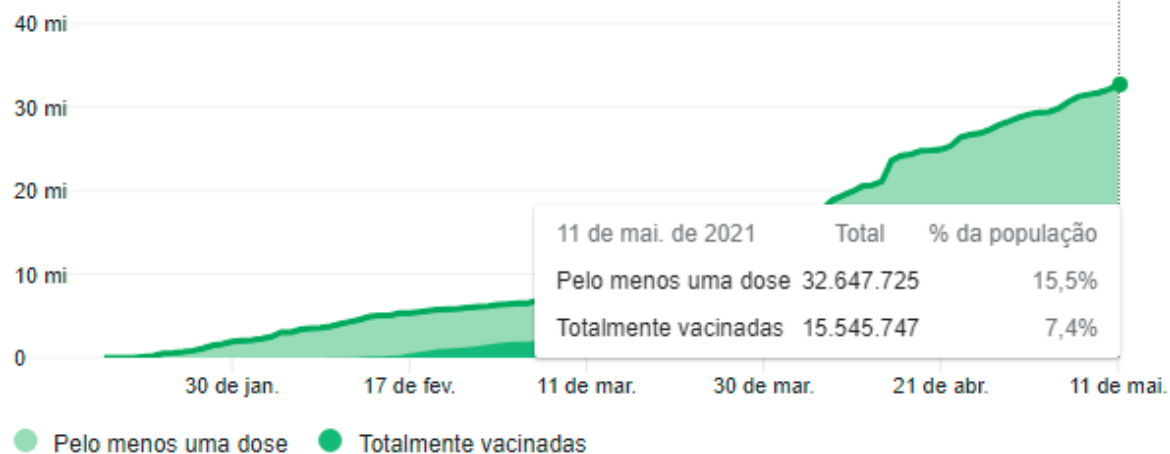 40 mi
30 mi
20 mi
10 mi
0
11 de mai. de 2021 Total % da população
Pelo menos uma dose 32.647.725 15,5%
Totalmente vacinadas 15.545.747 7,4%
30 de jan. 17 de fev. 11 de mar. 30 de mar. 21 de abr. 11 de mai.
Pelo menos uma dose Totalmente vacinadas